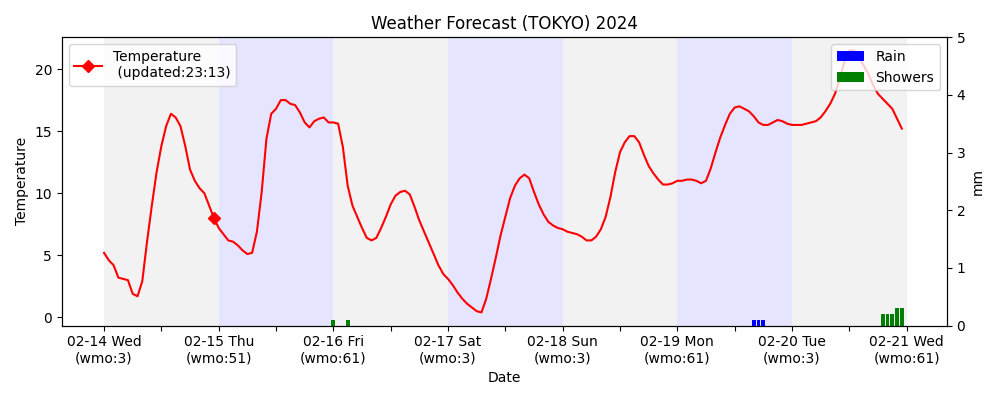 Weather Forecast (TOKYO) 2024
Temperature
(updated:23:13)
Rain
Showers
Temperature
20
15
10
5
0
5
4
3
2
1
0
mm
02-14 Wed
(wmo:3)
02-15 Thu
(wmo:51)
02-16 Fri
(wmo:61)
02-17 Sat
(wmo:3)
02-18 Sun
(wmo:3)
02-19 Mon
(wmo:61)
02-20 Tue
(wmo:3)
02-21 Wed
(wmo:61)
Date